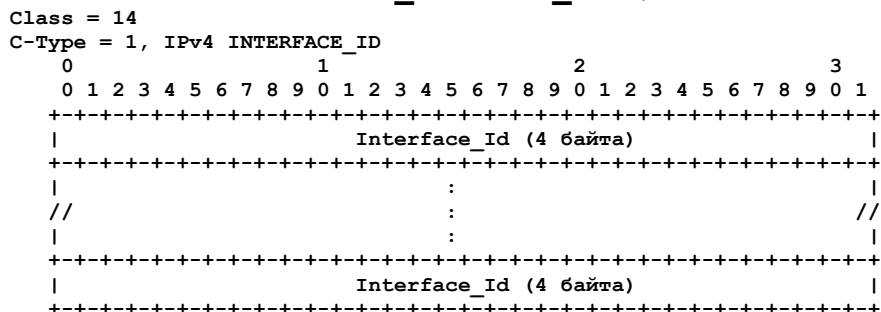 Class = 14
C-Type = 1, IPv4 INTERFACE_ID
0 1 2 3
0 1 2 3 4 5 6 7 8 9 0 1 2 3 4 5 6 7 8 9 0 1 2 3 4 5 6 7 8 9 0 1
+-+-+-+-+-+-+-+-+-+-+-+-+-+-+-+-+-+-+-+-+-+-+-+-+-+-+-+-+-+-+-+-+
| Interface_Id (4 байта) |
+-+-+-+-+-+-+-+-+-+-+-+-+-+-+-+-+-+-+-+-+-+-+-+-+-+-+-+-+-+-+-+-+
| : |
// : //
| : |
+-+-+-+-+-+-+-+-+-+-+-+-+-+-+-+-+-+-+-+-+-+-+-+-+-+-+-+-+-+-+-+-+
| Interface_Id (4 байта) |
+-+-+-+-+-+-+-+-+-+-+-+-+-+-+-+-+-+-+-+-+-+-+-+-+-+-+-+-+-+-+-+-+